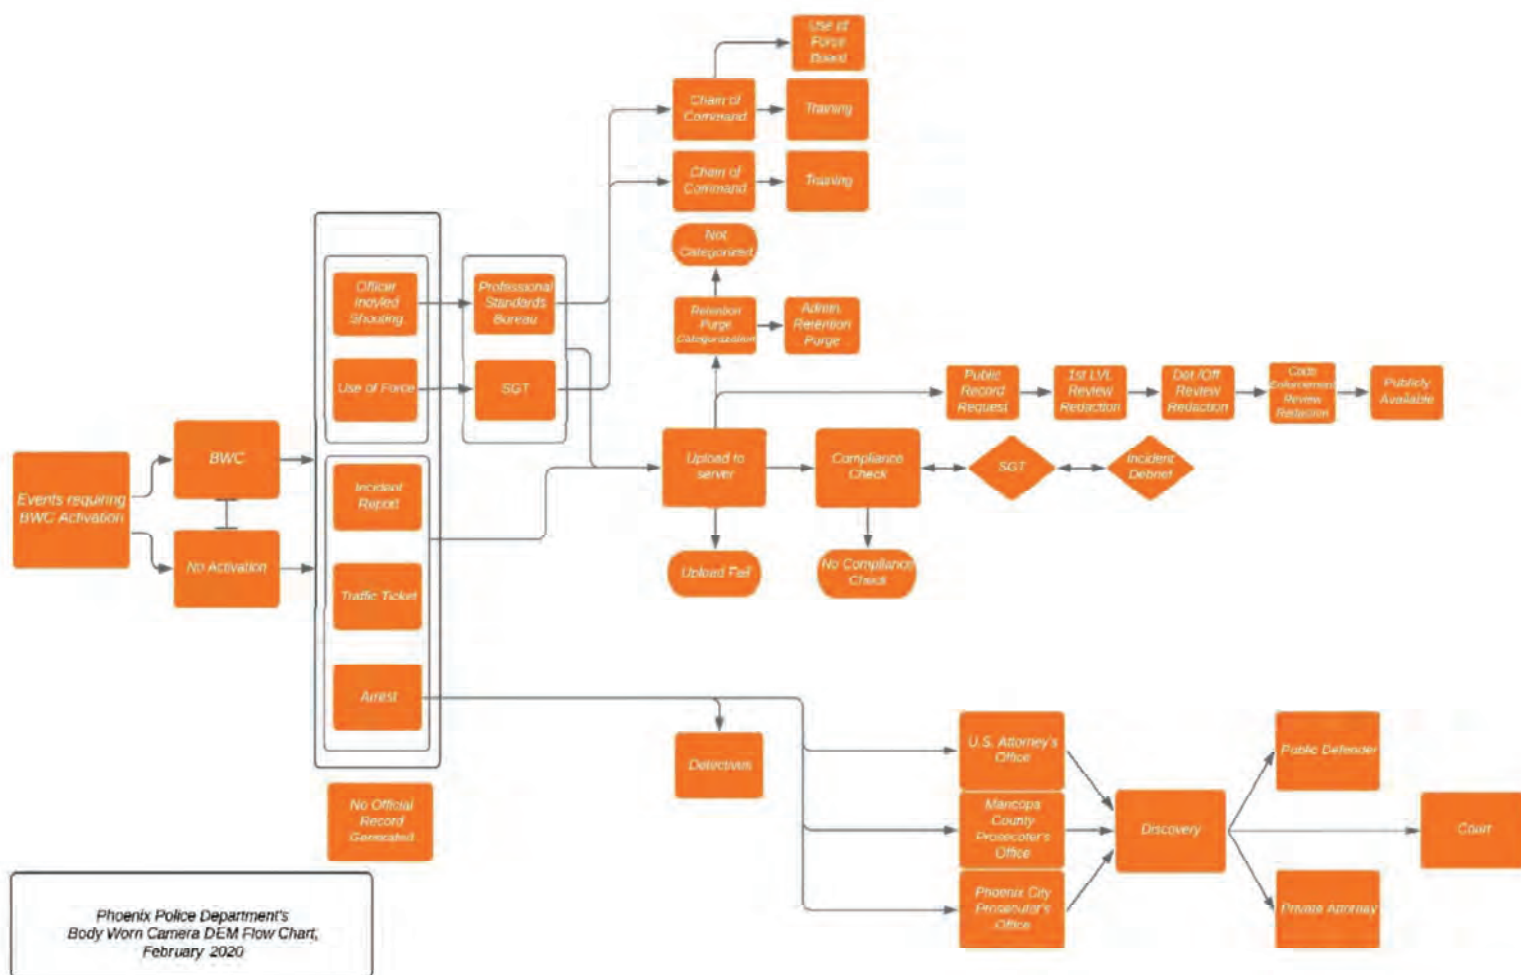 Use of
Force
Board
Chain of
Command
Training
Chain of
Command
Training
Not
Categorized
Officer
Inovled
Shooting
Professional
Standards
Bureau
Retention
Purge
Categorization
Admin.
Retention
Purge
Use of Force
SGT
Public
Record
Request
1st LVL
Review
Redaction
Det./Off
Review
Redaction
Code
Enforcement
Review
Redaction
Publicly
Available
BWC
Events requiring
BWC Activation
No Activation
Incident
Report
Upload to
server
Compliance
Check
SGT
Incident
Debrief
Traffic Ticket
Upload Fail
No Compliance
Check
Arrest
Detectives
U.S. Attorney's
Office
Maricopa
County
Prosecuter's
Office
Phoenix City
Prosecutor's
Office
Discovery
Public Defender
Court
Private Attorney
No Official
Record
Generated
Phoenix Police Department's
Body Worn Camera DEM Flow Chart,
February 2020